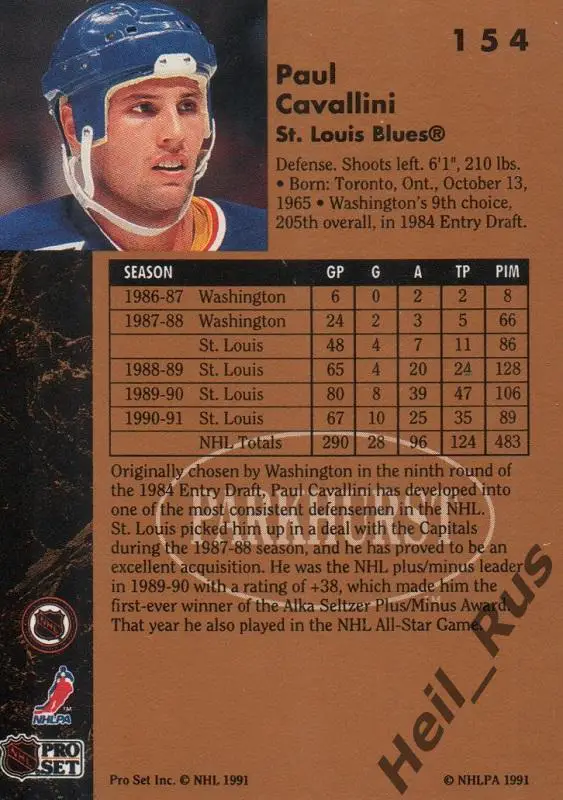 154
Paul
Cavallini
St. Louis Blues®
Defense. Shoots left. 6'1", 210 lbs.
• Born: Toronto, Ont., October 13,
1965 • Washington's 9th choice,
205th overall, in 1984 Entry Draft.
SEASON GP G A TP PIM
1986-87 Washington 6 0 2 2 8
1987-88 Washington 24 2 3 5 66
St. Louis 48 4 7 11 86
1988-89 St. Louis 65 4 20 24 128
1989-90 St. Louis 80 8 39 47 106
1990-91 St. Louis 67 10 25 35 89
NHL Totals 290 28 96 124 483
Originally chosen by Washington in the ninth round of
the 1984 Entry Draft, Paul Cavallini has developed into
one of the most consistent defensemen in the NHL.
St. Louis picked him up in a deal with the Capitals
during the 1987-88 season, and he has proved to be an
excellent acquisition. He was the NHL plus/minus leader
in 1989-90 with a rating of +38, which made him the
first-ever winner of the Alka Seltzer Plus/Minus Award.
That year he also played in the NHL All-Star Game.
PARKHURST
TM
NHL
NHLPA
TM
NHL
PRO
SET
Pro Set Inc. © NHL 1991
© NHLPA 1991
Heil_Rus